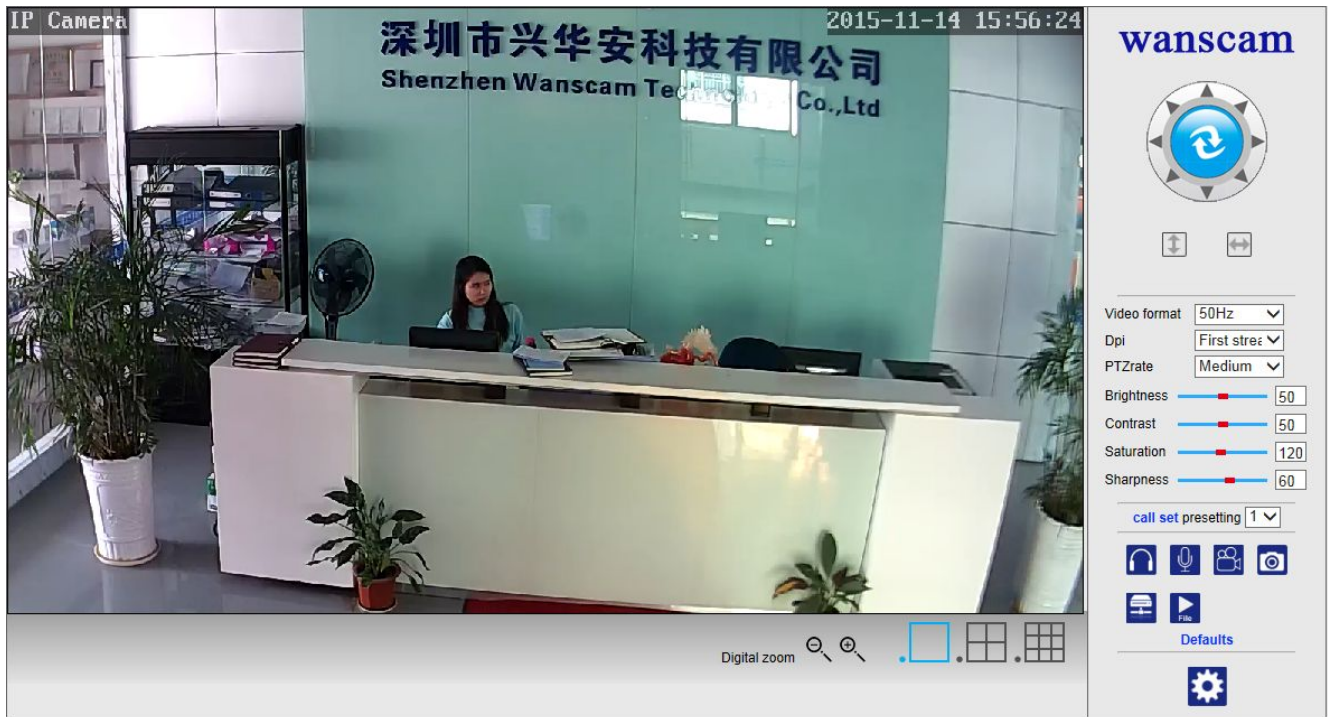 IP Camera
2015-11-14 15:56:24
深圳市兴华安科技有限公司
Shenzhen Wanscam Co.,Ltd
wanscam
Video format 50Hz
Dpi First strea
PTZrate Medium
Brightness 50
Contrast 50
Saturation 120
Sharpness 60
call set presetting 1
File
Defaults
Digital zoom